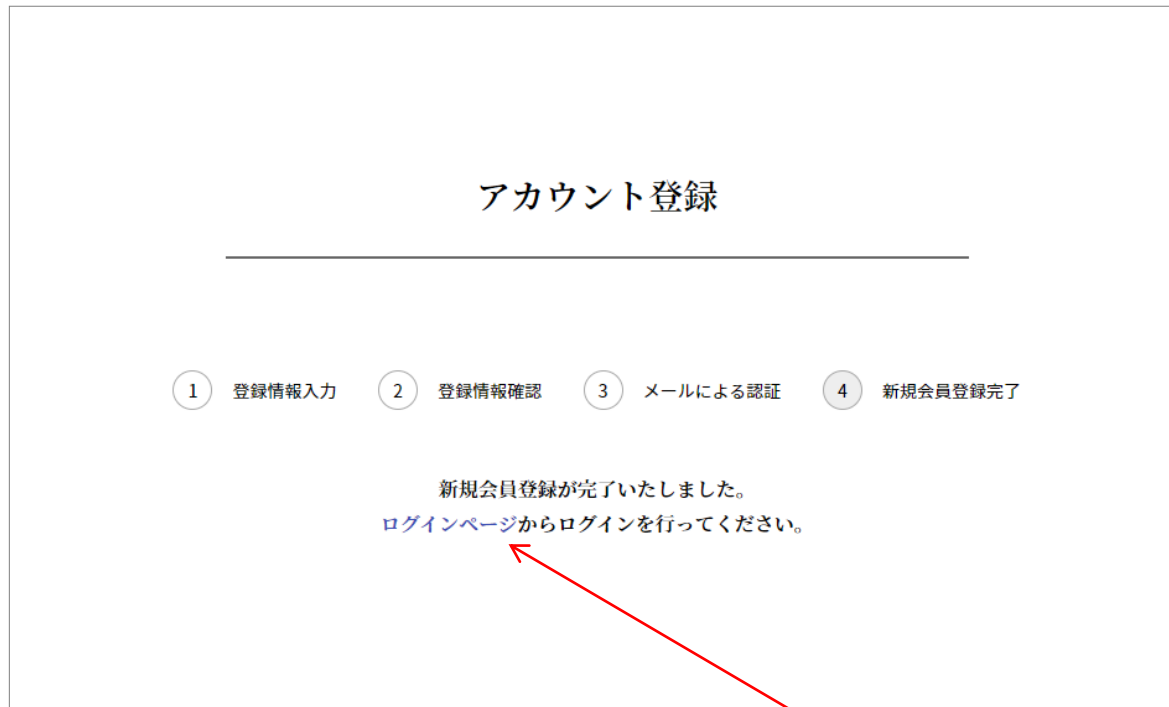 アカウント登録
1 登録情報入力 2 登録情報確認 3 メールによる認証 4 新規会員登録完了
新規会員登録が完了いたしました。
ログインページからログインを行ってください。